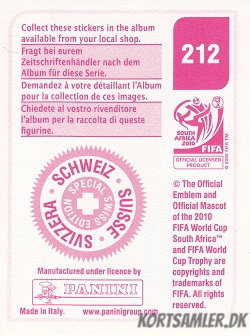 Collect these stickers in the album
available from your local shop.
Fragt bei eurem
Zeitschriftenhändler nach dem
Album für diese Serie.
Demandez à votre détaillant l'Album
pour la collection de ces images.
Chiedete al vostro rivenditore
l'album per la raccolta di queste
figurine.
212
SOUTH AFRICA
2010
FIFA
OFFICIAL LICENSED
PRODUCT
SCHWEIZ
SUISSE
SVIZZERA
SPECIAL
SWISS EDITION
© The Official
Emblem and
Official Mascot
of the 2010
FIFA World Cup
South Africa™
and FIFA World
Cup Trophy are
copyrights and
trademarks of
FIFA. All rights
reserved.
Manufactured under licence by
PANINI
Made in Italy.
www.paninigroup.com
KORTSAMLER.DK